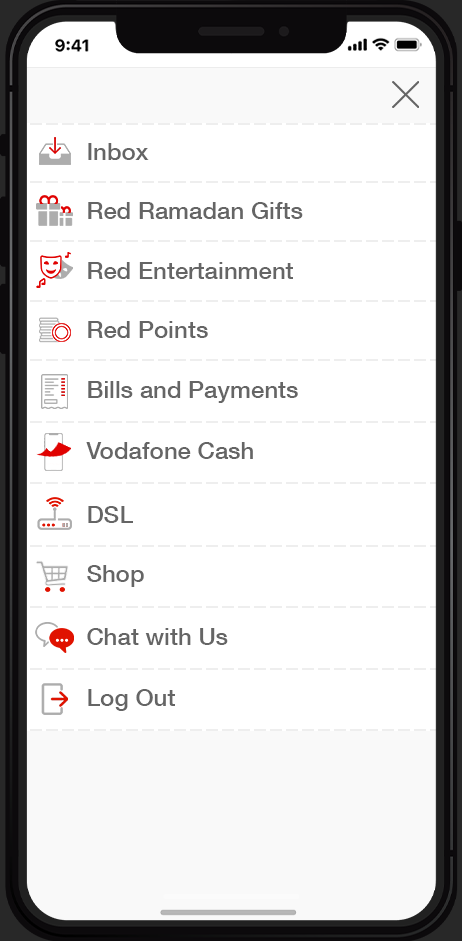 9:41
Inbox
Red Ramadan Gifts
Red Entertainment
Red Points
Bills and Payments
Vodafone Cash
DSL
Shop
Chat with Us
Log Out